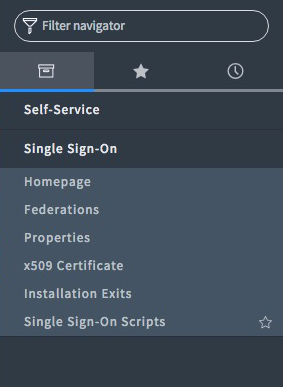 Filter navigator
Self-Service
Single Sign-On
Homepage
Federations
Properties
x509 Certificate
Installation Exits
Single Sign-On Scripts